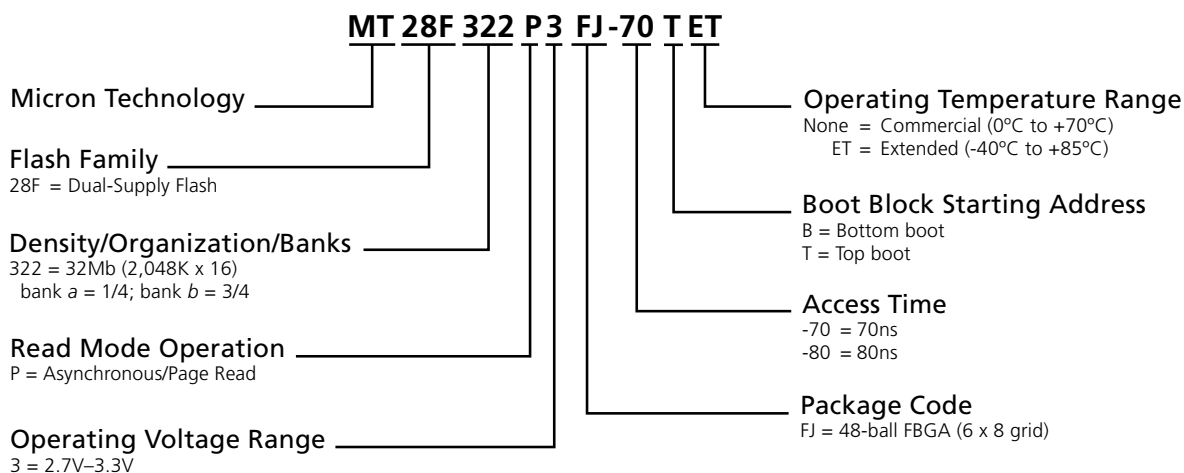 MT 28F 322 P 3 FJ -70 T ET
Micron Technology
Flash Family
28F = Dual-Supply Flash
Density/Organization/Banks
322 = 32Mb (2,048K x 16)
bank a = 1/4; bank b = 3/4
Read Mode Operation
P = Asynchronous/Page Read
Operating Voltage Range
3 = 2.7V–3.3V
Operating Temperature Range
None = Commercial (0ºC to +70ºC)
ET = Extended (-40ºC to +85ºC)
Boot Block Starting Address
B = Bottom boot
T = Top boot
Access Time
-70 = 70ns
-80 = 80ns
Package Code
FJ = 48-ball FBGA (6 x 8 grid)